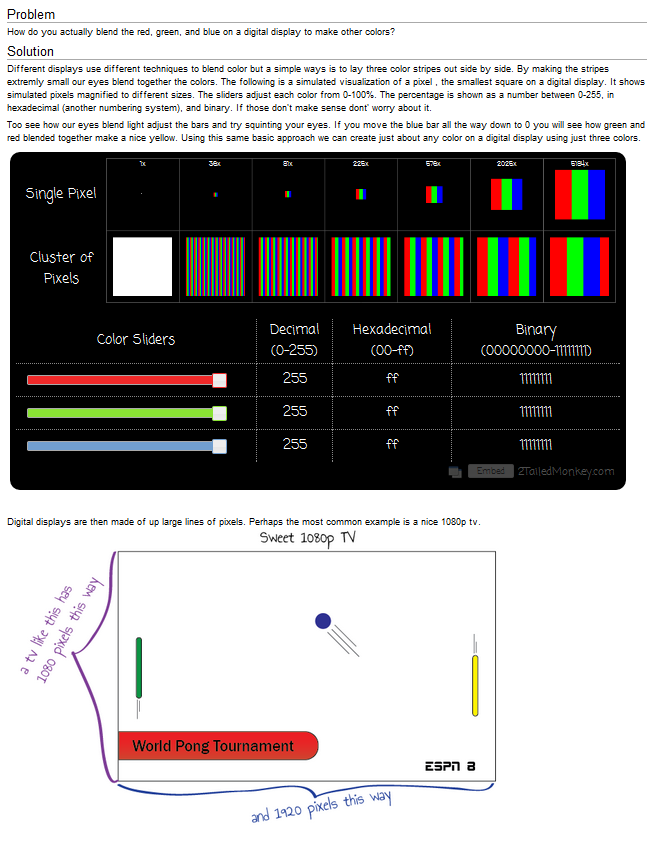 Problem
How do you actually blend the red, green, and blue on a digital display to make other colors?
Solution
Different displays use different techniques to blend color but a simple ways is to lay three color stripes out side by side. By making the stripes
extremly small our eyes blend together the colors. The following is a simulated visualization of a pixel , the smallest square on a digital display. It shows
simulated pixels magnified to different sizes. The sliders adjust each color from 0-100%. The percentage is shown as a number between 0-255, in
hexadecimal (another numbering system), and binary. If those don't make sense dont' worry about it.
Too see how our eyes blend light adjust the bars and try squinting your eyes. If you move the blue bar all the way down to 0 you will see how green and
red blended together make a nice yellow. Using this same basic approach we can create just about any color on a digital display using just three colors.
1x 36x 81x 225x 576x 2025x 5184x
Single Pixel
Cluster of
Pixels
Color Sliders
Decimal
(0-255)
Hexadecimal
(00-ff)
Binary
(00000000-11111111)
255 ff 11111111
255 ff 11111111
255 ff 11111111
Embed 2TailedMonkey.com
Digital displays are then made of up large lines of pixels. Perhaps the most common example is a nice 1080p tv.
Sweet 1080p TV
a tv like this has
1080 pixels this way
World Pong Tournament
ESPN 8
and 1920 pixels this way